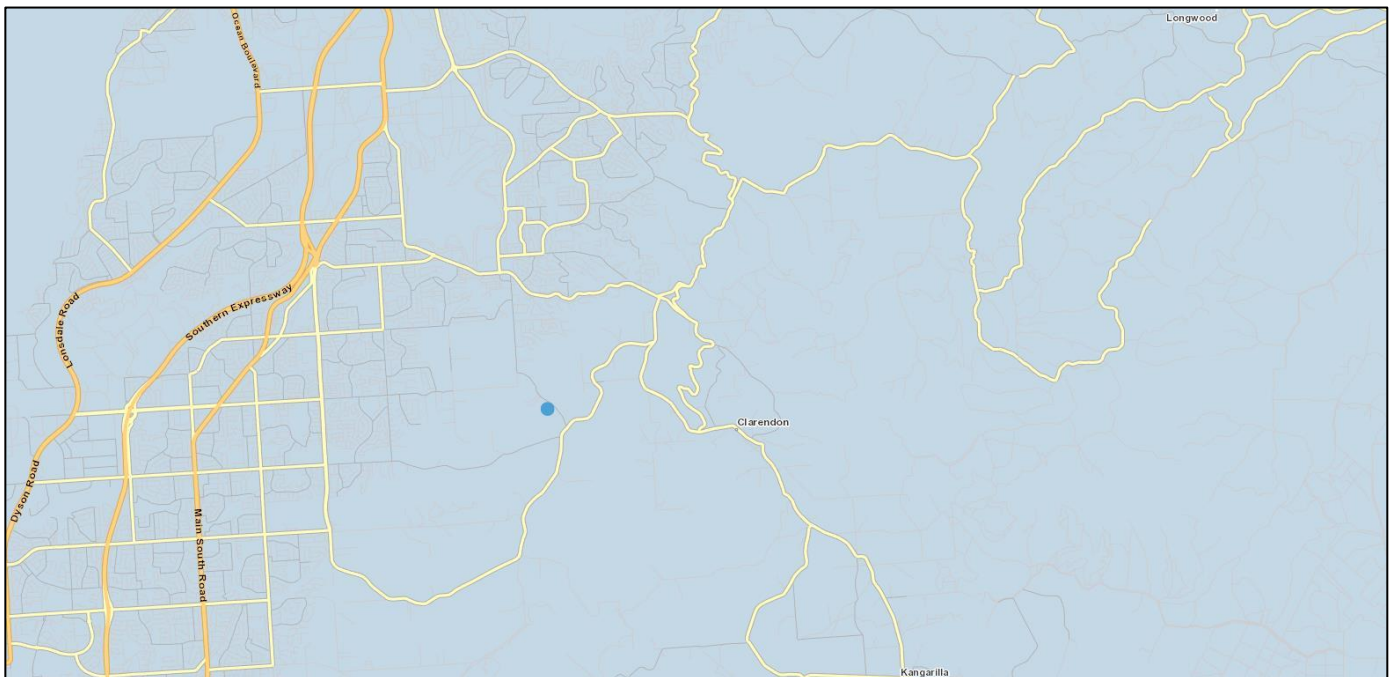 Longwood
Ocean Boulevard
Southern Expressway
Lonsdale Road
Clarendon
Dyson Road
Main South Road
Kangarilla